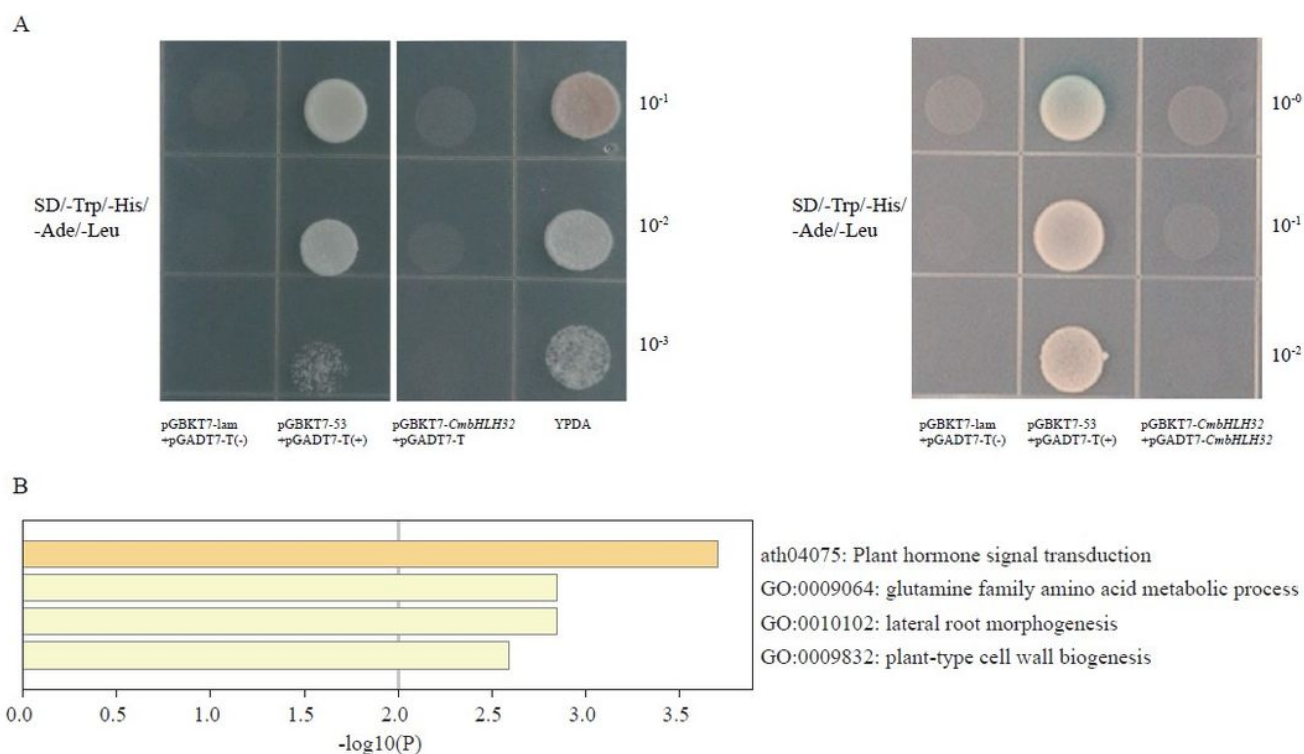 A
10-1
10-0
SD/-Trp/-His/
-Ade/-Leu
10-2
SD/-Trp/-His/
-Ade/-Leu
10-1
10-3
10-2
pGBKT7-lam
+pGADT7-T(-)
pGBKT7-53
+pGADT7-T(+)
pGBKT7-CmbHLH32
+pGADT7-T
YPDA
pGBKT7-lam
+pGADT7-T(-)
pGBKT7-53
+pGADT7-T(+)
pGBKT7-CmbHLH32
+pGADT7-CmbHLH32
B
ath04075: Plant hormone signal transduction
GO:0009064: glutamine family amino acid metabolic process
GO:0010102: lateral root morphogenesis
GO:0009832: plant-type cell wall biogenesis
0.0 0.5 1.0 1.5 2.0 2.5 3.0 3.5
-log10(P)